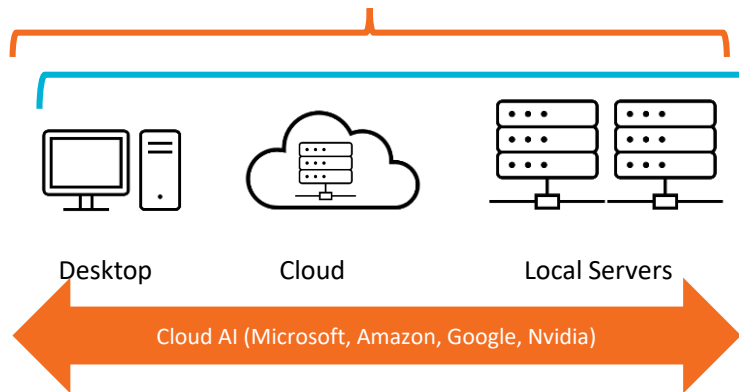 Desktop Cloud Local Servers
Cloud AI (Microsoft, Amazon, Google, Nvidia)